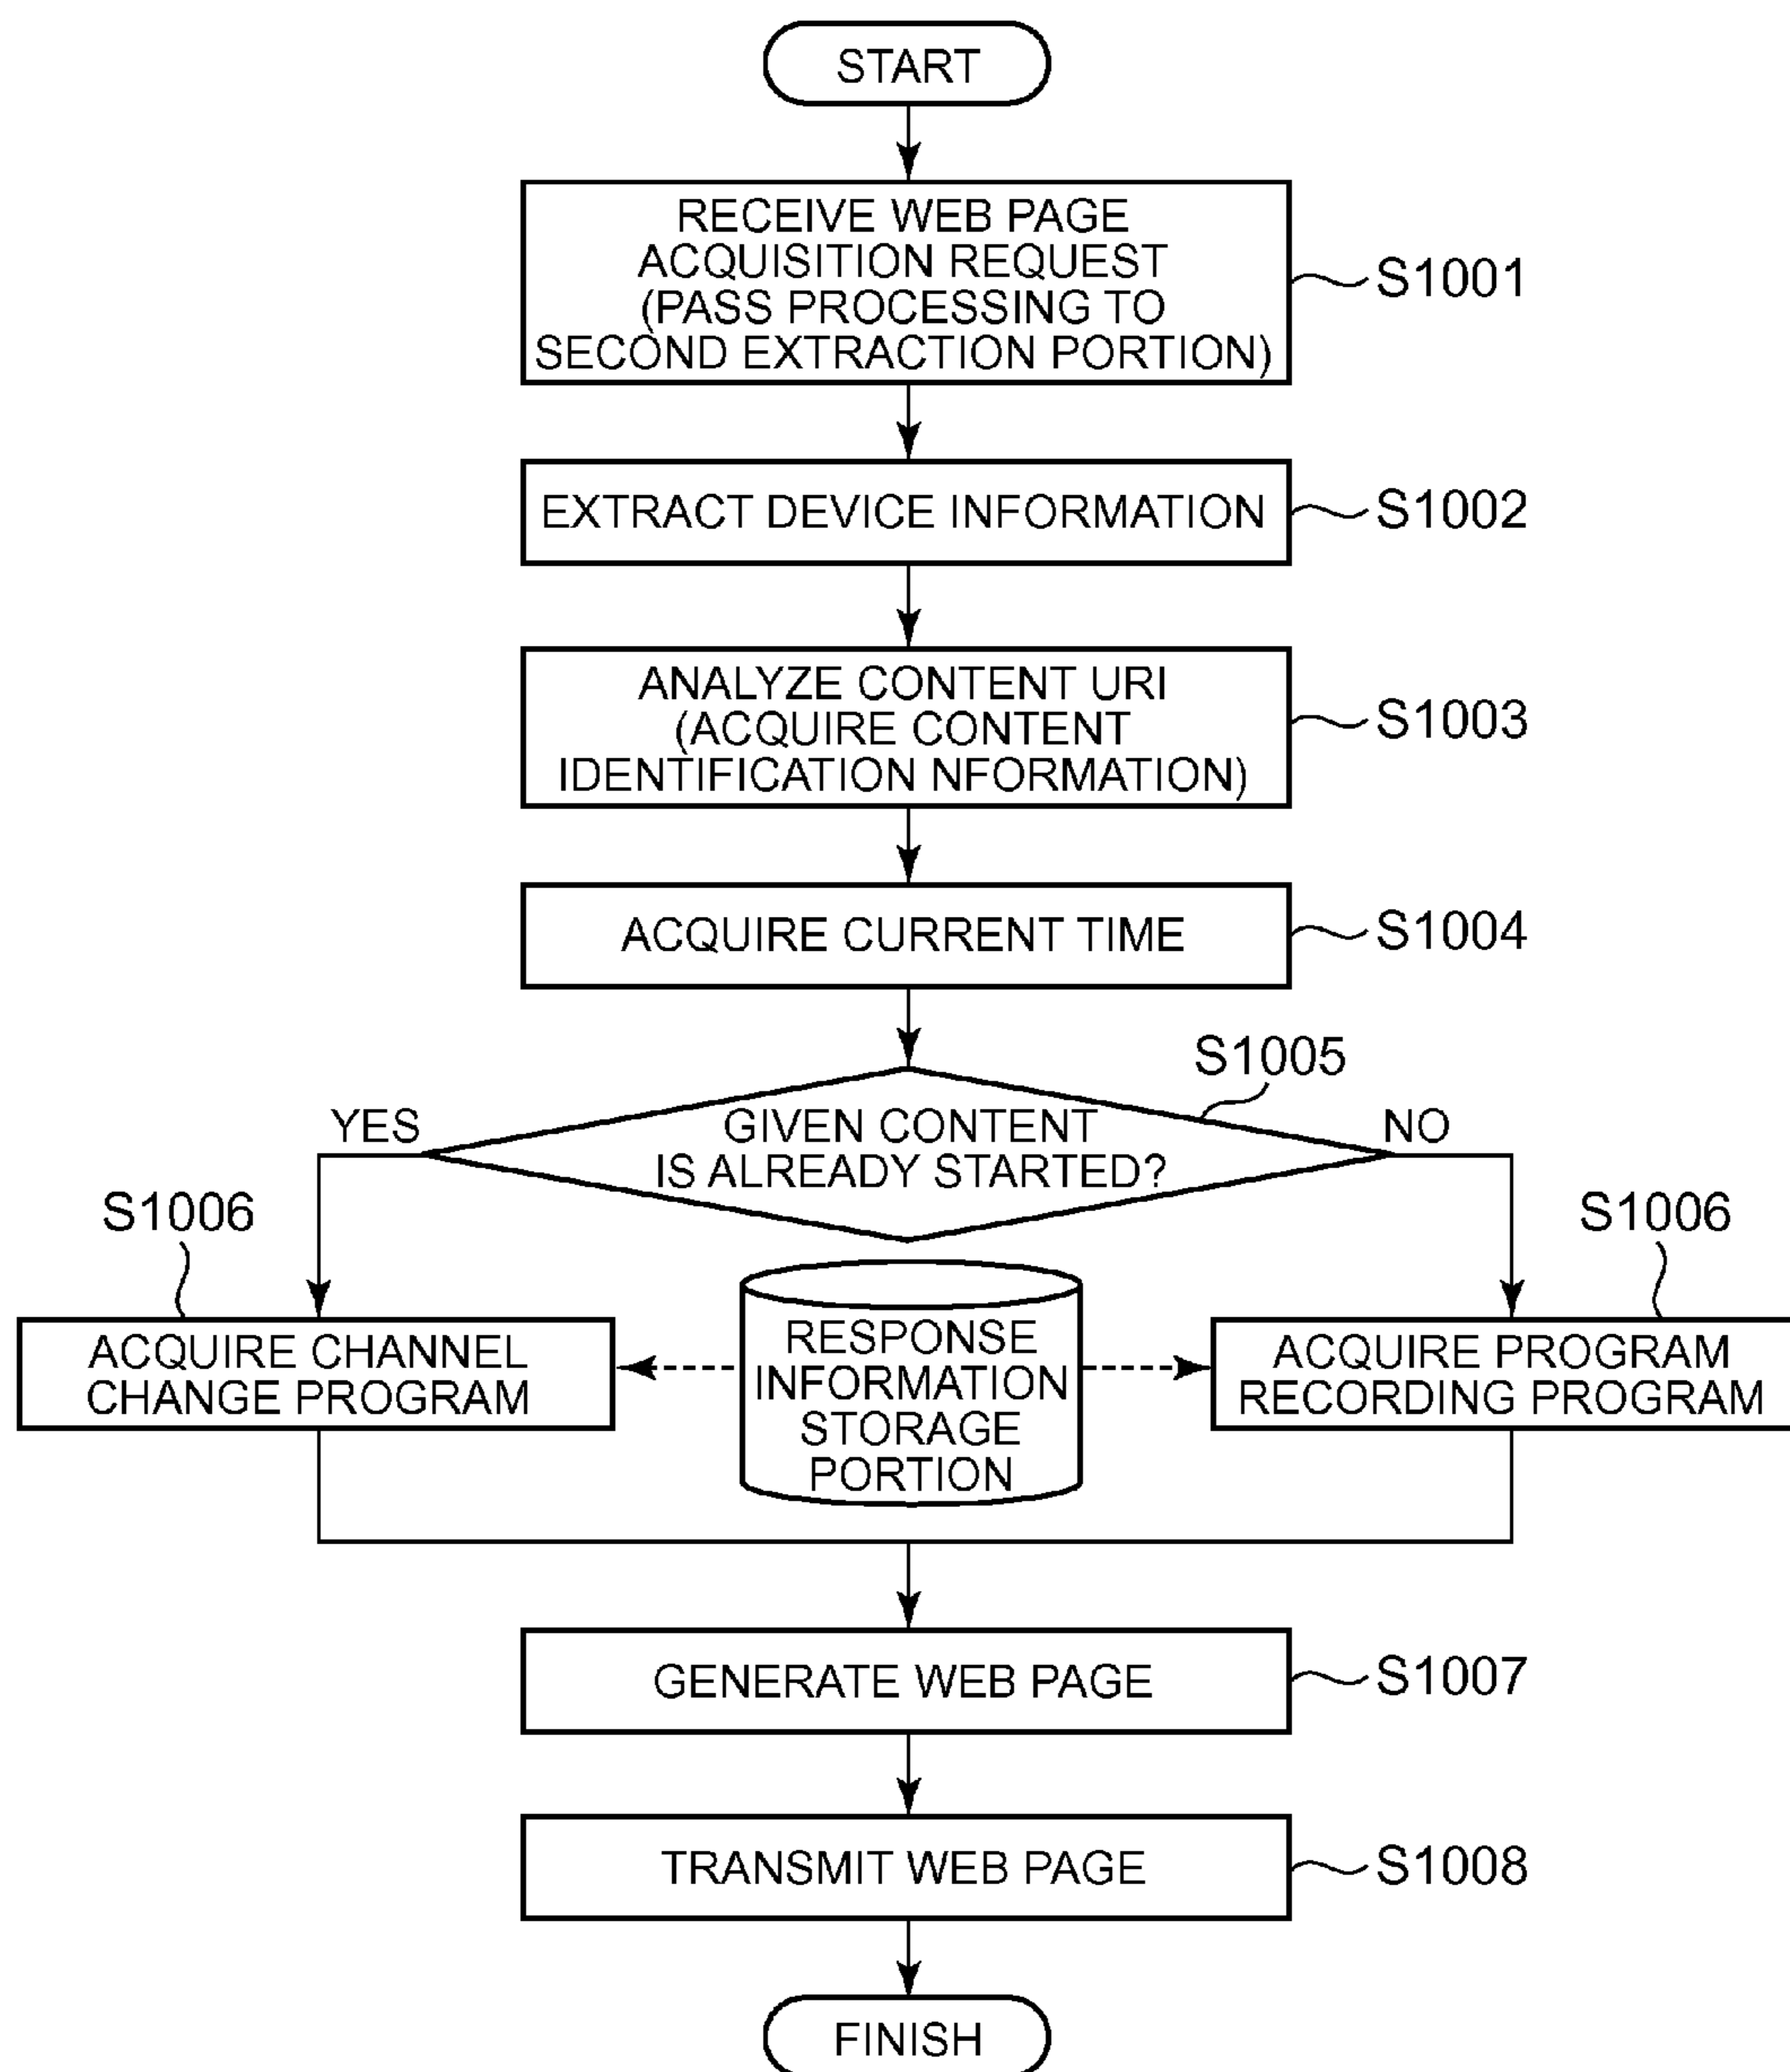 START
RECEIVE WEB PAGE
ACQUISITION REQUEST
(PASS PROCESSING TO
SECOND EXTRACTION PORTION)
S1001
EXTRACT DEVICE INFORMATION
S1002
ANALYZE CONTENT URI
(ACQUIRE CONTENT
IDENTIFICATION NFORMATION)
S1003
ACQUIRE CURRENT TIME
S1004
S1005
YES
GIVEN CONTENT
IS ALREADY STARTED?
NO
S1006
S1006
ACQUIRE CHANNEL
CHANGE PROGRAM
RESPONSE
INFORMATION
STORAGE
PORTION
ACQUIRE PROGRAM
RECORDING PROGRAM
GENERATE WEB PAGE
S1007
TRANSMIT WEB PAGE
S1008
FINISH